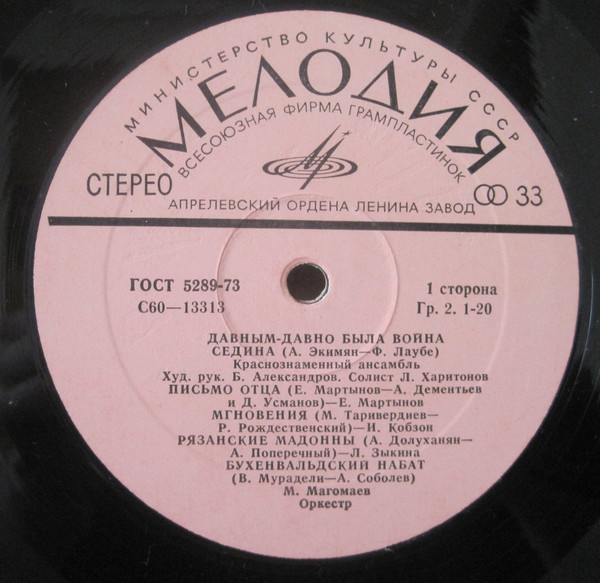 МИНИСТЕРСТВО КУЛЬТУРЫ СССР
МЕЛОДИЯ
ВСЕСОЮЗНАЯ ФИРМА ГРАМПЛАСТИНОК
СТЕРЕО
33
АПРЕЛЕВСКИЙ ОРДЕНА ЛЕНИНА ЗАВОД
ГОСТ 5289-73
1 сторона
С60—13313
Гр. 2. 1-20
ДАВНЫМ-ДАВНО БЫЛА ВОЙНА
СЕДИНА (А. Экимян—Ф. Лаубе)
Краснознаменный ансамбль
Худ. рук. Б. Александров. Солист Л. Харитонов
ПИСЬМО ОТЦА (Е. Мартынов—А. Дементьев
и Д. Усманов)—Е. Мартынов
МГНОВЕНИЯ (М. Таривердиев—
Р. Рождественский)—И. Кобзон
РЯЗАНСКИЕ МАДОННЫ (А. Долуханян—
А. Поперечный)—Л. Зыкина
БУХЕНВАЛЬДСКИЙ НАБАТ
(В. Мурадели—А. Соболев)
М. Магомаев
Оркестр